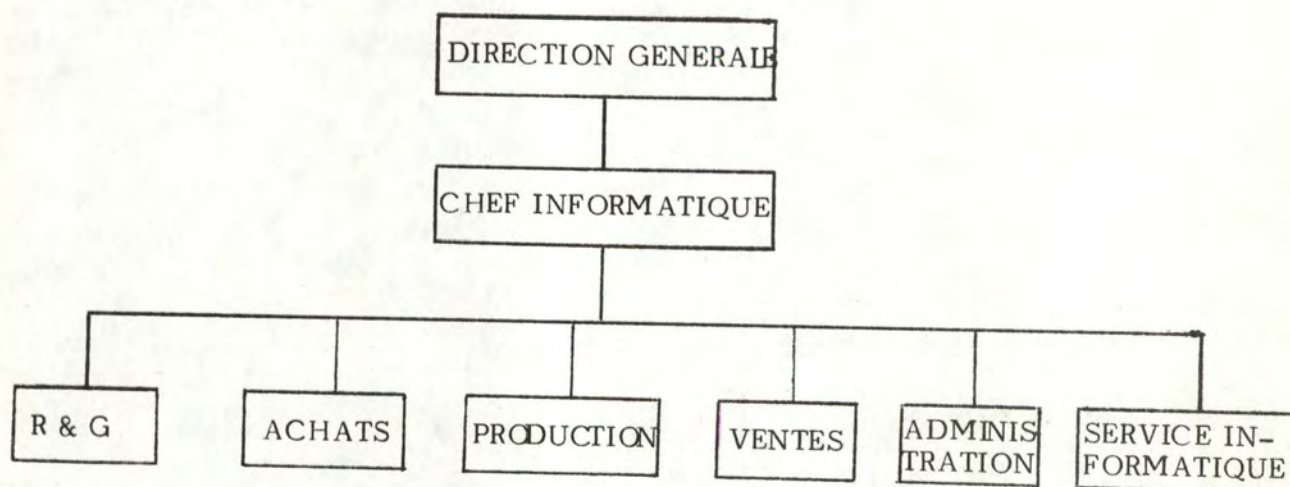 DIRECTION GENERALE
CHEF INFORMATIQUE
R & G
ACHATS
PRODUCTION
VENTES
ADMINIS
TRATION
SERVICE IN-
FORMATIQUE